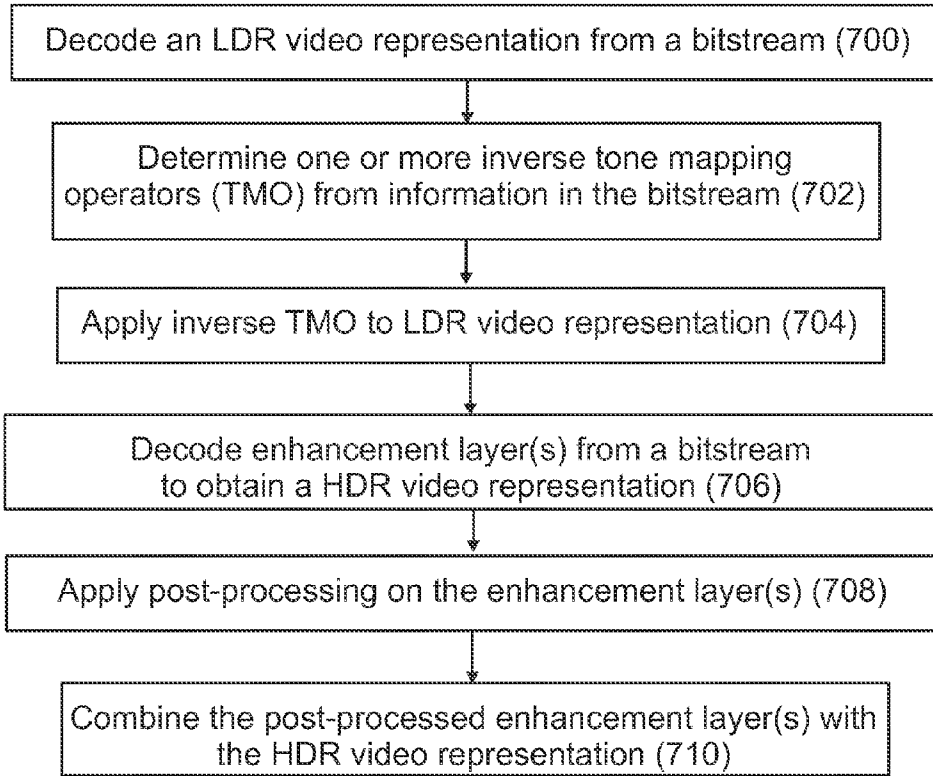 Decode an LDR video representation from a bitstream (700)
Determine one or more inverse tone mapping
operators (TMO) from information in the bitstream (702)
Apply inverse TMO to LDR video representation (704)
Decode enhancement layer(s) from a bitstream
to obtain a HDR video representation (706)
Apply post-processing on the enhancement layer(s) (708)
Combine the post-processed enhancement layer(s) with
the HDR video representation (710)